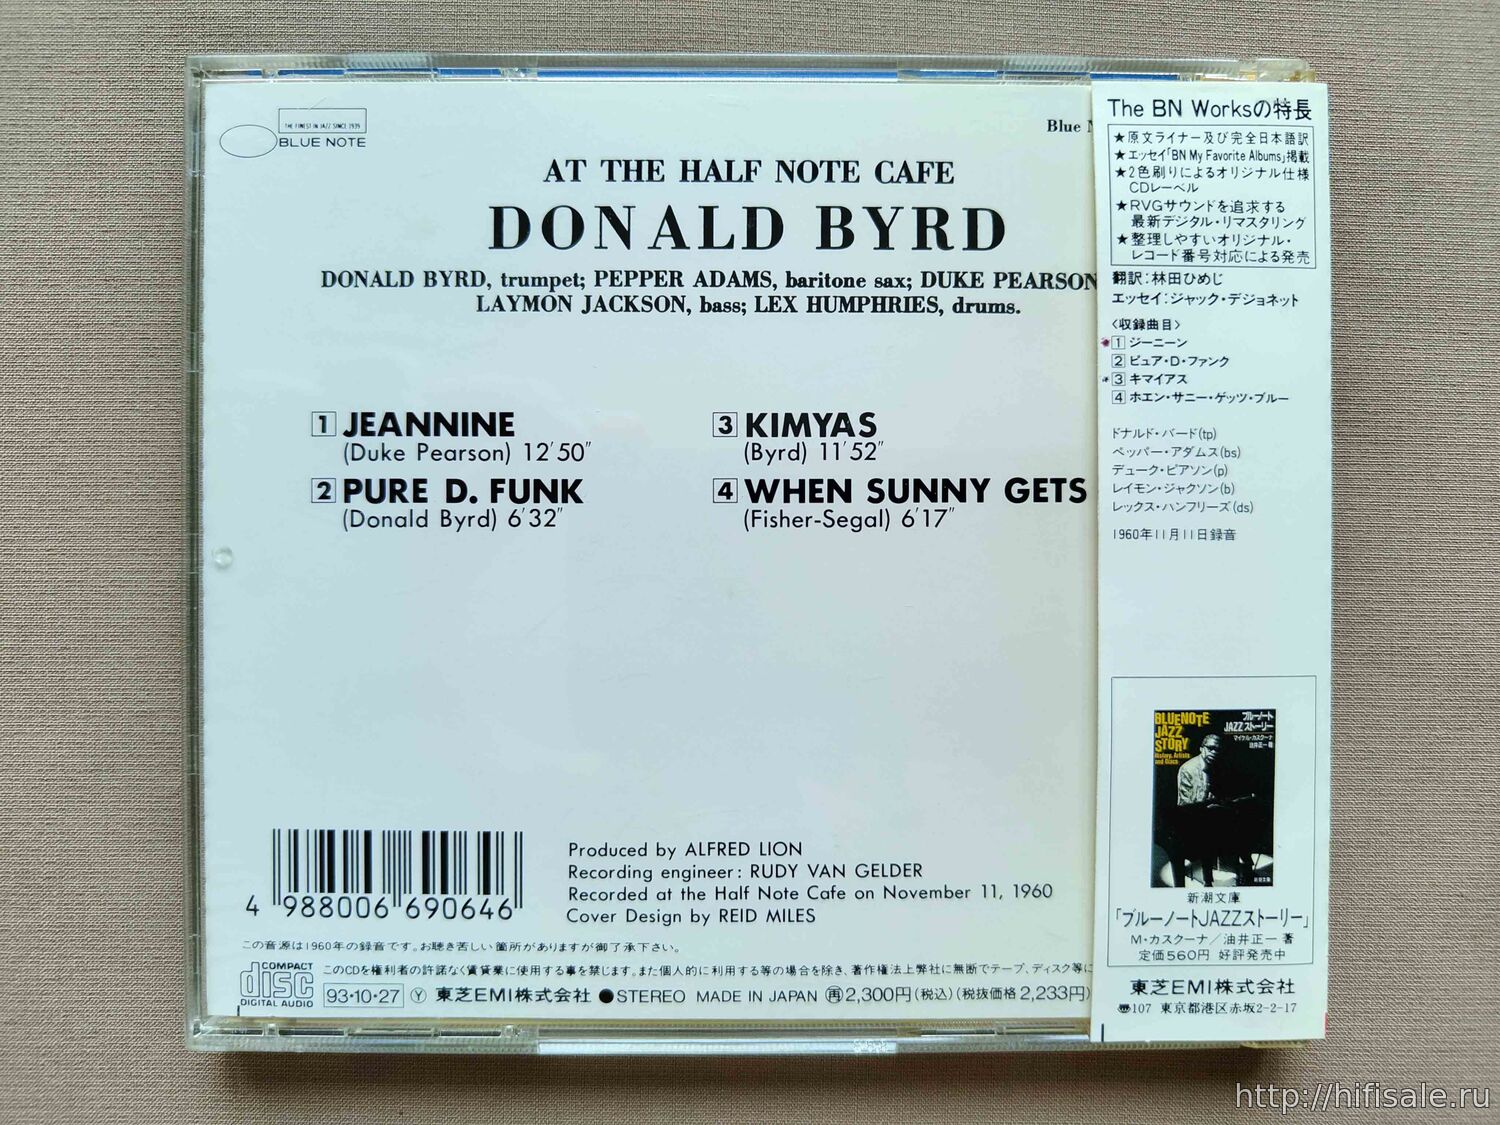 THE FINEST IN JAZZ SINCE 1939
BLUE NOTE
Blue
AT THE HALF NOTE CAFE
DONALD BYRD
DONALD BYRD, trumpet; PEPPER ADAMS, baritone sax; DUKE PEARSON
LAYMON JACKSON, bass; LEX HUMPHRIES, drums.
1 JEANNINE
(Duke Pearson) 12'50"
2 PURE D. FUNK
(Donald Byrd) 6'32"
3 KIMYAS
(Byrd) 11'52"
4 WHEN SUNNY GETS
(Fisher-Segal) 6'17"
4 988006 690646
Produced by ALFRED LION
Recording engineer: RUDY VAN GELDER
Recorded at the Half Note Cafe on November 11, 1960
Cover Design by REID MILES
この音源は1960年の録音です。お聴き苦しい箇所がありますが御了承下さい。
COMPACT
disc
DIGITAL AUDIO
このCDを権利者の許諾なく賃貸業に使用する事を禁じます。また個人的に利用する等の場合を除き、著作権法上弊社に無断でテープ、ディスク等に
93・10・27 Ⓨ 東芝EMI株式会社 ●STEREO MADE IN JAPAN ㊢2,300円(税込)(税抜価格2,233円)
The BN Worksの特長
★原文ライナー及び完全日本語訳
★エッセイ「BN My Favorite Albums」掲載
★2色刷りによるオリジナル仕様
CDレーベル
★RVGサウンドを追求する
最新デジタル・リマスタリング
★整理しやすいオリジナル・
レコード番号対応による発売
翻訳:林田ひめじ
エッセイ:ジャック・デジョネット
〈収録曲目〉
1 ジーニーン
2 ピュア・D・ファンク
3 キマイアス
4 ホエン・サニー・ゲッツ・ブルー
ドナルド・バード(tp)
ペッパー・アダムス(bs)
デューク・ピアソン(p)
レイモン・ジャクソン(b)
レックス・ハンフリーズ(ds)
1960年11月11日録音
BLUENOTE
JAZZ
STORY
History, Artists
and Discs
ブルーノート
JAZZストーリー
マイケル・カスクーナ
油井正一 著
新潮文庫
新潮文庫
「ブルーノートJAZZストーリー」
M・カスクーナ/油井正一 著
定価560円 好評発売中
東芝EMI株式会社
107 東京都港区赤坂2-2-17
http://hifisale.ru